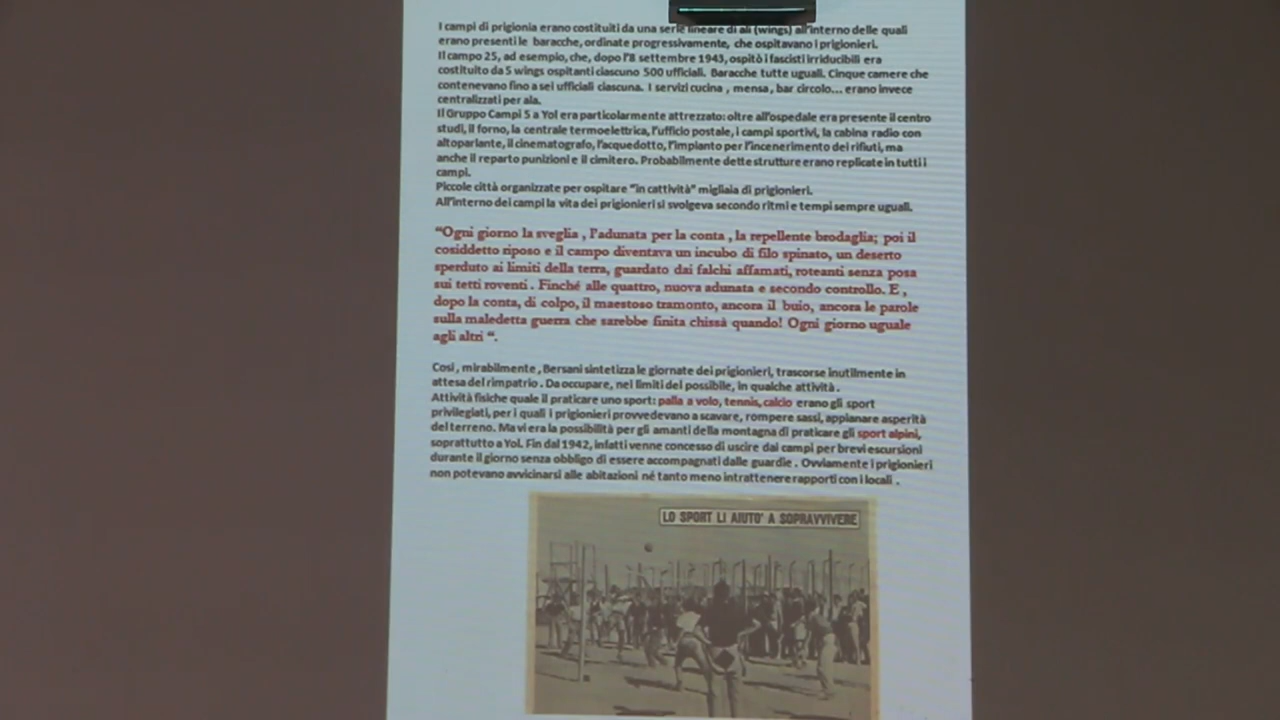 I campi di prigionia erano costituiti da una serie lineare di ali (wings) all'interno delle quali
erano presenti le baracche, ordinate progressivamente, che ospitavano i prigionieri.
Il campo 25, ad esempio, che, dopo l'8 settembre 1943, ospitò i fascisti irriducibili era
costituito da 5 wings ospitanti ciascuno 500 ufficiali. Baracche tutte uguali. Cinque camere che
contenevano fino a sei ufficiali ciascuna. I servizi cucina , mensa , bar circolo... erano invece
centralizzati per ala.
Il Gruppo Campi 5 a Yol era particolarmente attrezzato: oltre all'ospedale era presente il centro
studi, il forno, la centrale termoelettrica, l'ufficio postale, i campi sportivi, la cabina radio con
altoparlante, il cinematografo, l'acquedotto, l'impianto per l'incenerimento dei rifiuti, ma
anche il reparto punizioni e il cimitero. Probabilmente dette strutture erano replicate in tutti i
campi.
Piccole città organizzate per ospitare "in cattività" migliaia di prigionieri.
All'interno dei campi la vita dei prigionieri si svolgeva secondo ritmi e tempi sempre uguali.
“Ogni giorno la sveglia , l'adunata per la conta , la repellente brodaglia; poi il
cosiddetto riposo e il campo diventava un incubo di filo spinato, un deserto
sperduto ai limiti della terra, guardato dai falchi affamati, roteanti senza posa
sui tetti roventi . Finché alle quattro, nuova adunata e secondo controllo. E ,
dopo la conta, di colpo, il maestoso tramonto, ancora il buio, ancora le parole
sulla maledetta guerra che sarebbe finita chissà quando! Ogni giorno uguale
agli altri “.
Così , mirabilmente , Bersani sintetizza le giornate dei prigionieri, trascorse inutilmente in
attesa del rimpatrio . Da occupare, nei limiti del possibile, in qualche attività .
Attività fisiche quale il praticare uno sport: palla a volo, tennis, calcio erano gli sport
privilegiati, per i quali i prigionieri provvedevano a scavare, rompere sassi, appianare asperità
del terreno. Ma vi era la possibilità per gli amanti della montagna di praticare gli sport alpini,
soprattutto a Yol. Fin dal 1942, infatti venne concesso di uscire dai campi per brevi escursioni
durante il giorno senza obbligo di essere accompagnati dalle guardie . Ovviamente i prigionieri
non potevano avvicinarsi alle abitazioni né tanto meno intrattenere rapporti con i locali .
LO SPORT LI AIUTO' A SOPRAVVIVERE